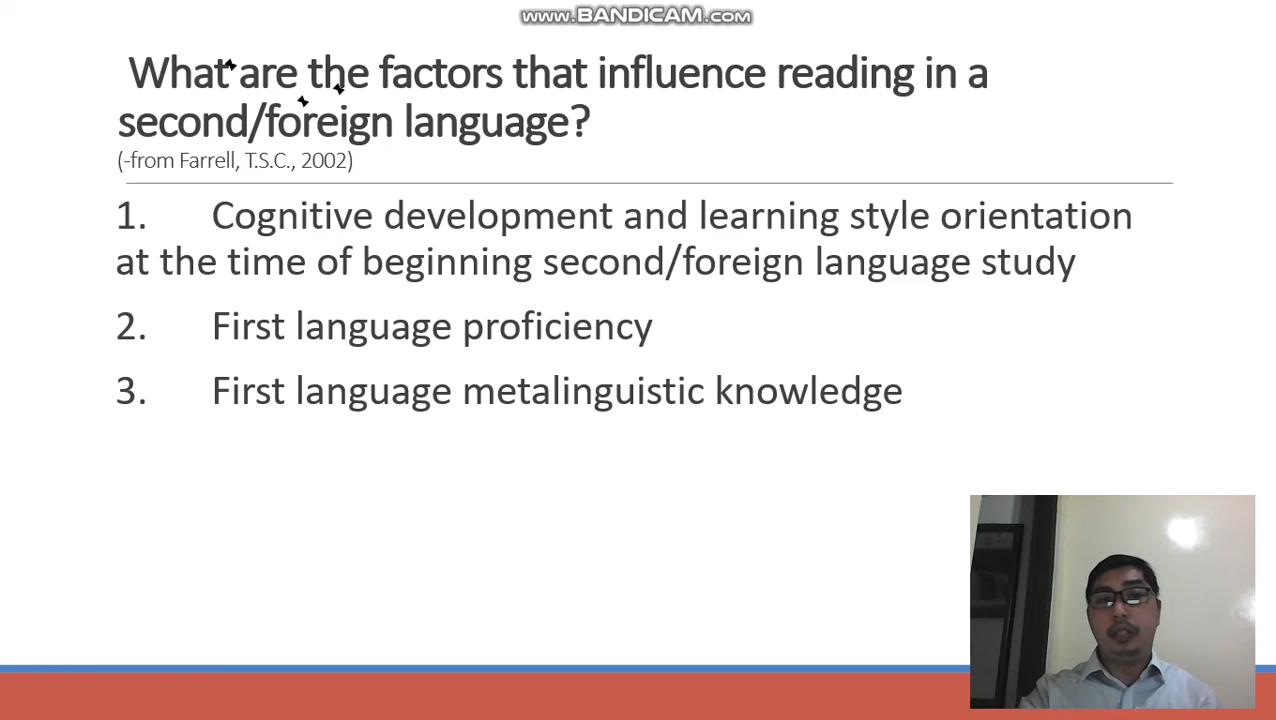 www.BANDICAM.com
What are the factors that influence reading in a
second/foreign language?
(-from Farrell, T.S.C., 2002)
1. Cognitive development and learning style orientation
at the time of beginning second/foreign language study
2. First language proficiency
3. First language metalinguistic knowledge